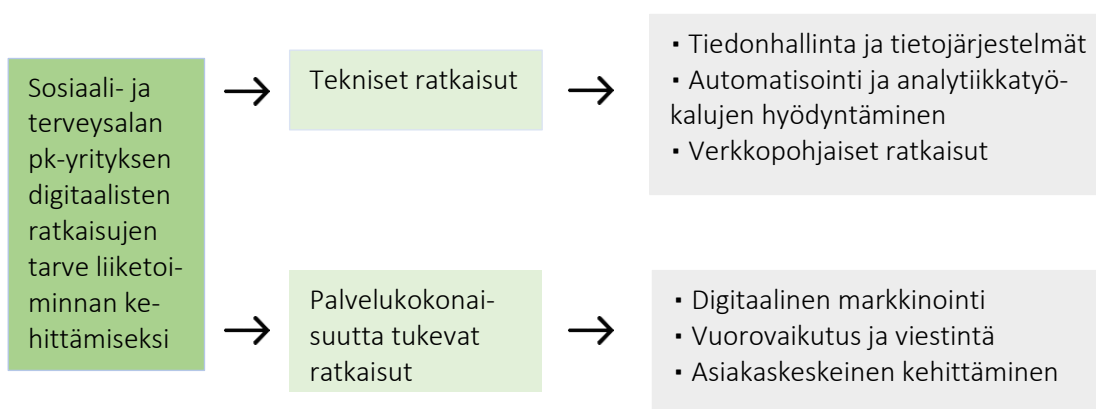 Sosiaali- ja
terveysalan
pk-yrityksen
digitaalisten
ratkaisujen
tarve liiketoi-
minnan ke-
hittämiseksi
Tekniset ratkaisut
▪ Tiedonhallinta ja tietojärjestelmät
▪ Automatisointi ja analytiikkatyö-
kalujen hyödyntäminen
▪ Verkkopohjaiset ratkaisut
Palvelukokonai-
suutta tukevat
ratkaisut
▪ Digitaalinen markkinointi
▪ Vuorovaikutus ja viestintä
▪ Asiakaskeskeinen kehittäminen